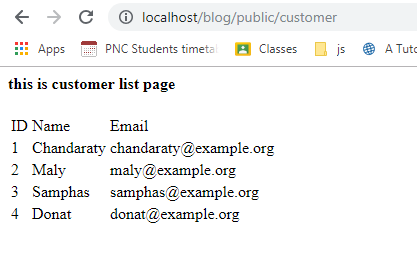 localhost/blog/public/customer
Apps PNC Students timetal Classes js A Tuto
this is customer list page
ID Name Email
1 Chandaraty chandaraty@example.org
2 Maly maly@example.org
3 Samphas samphas@example.org
4 Donat donat@example.org